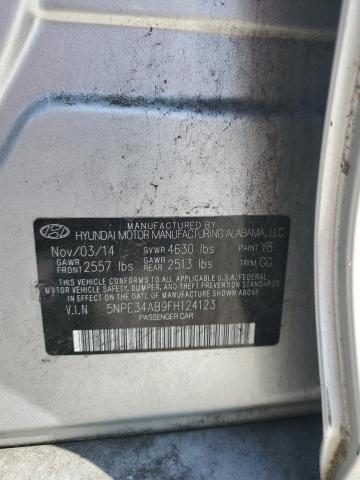 MANUFACTURED BY
HYUNDAI MOTOR MANUFACTURING ALABAMA, LLC
Nov/03/14 GVWR 4630 lbs PAINT Y8
GAWR FRONT 2557 lbs GAWR REAR 2513 lbs TRIM GC
THIS VEHICLE CONFORMS TO ALL APPLICABLE U.S.A. FEDERAL
MOTOR VEHICLE SAFETY, BUMPER, AND THEFT PREVENTION STANDARDS
IN EFFECT ON THE DATE OF MANUFACTURE SHOWN ABOVE.
V.I.N 5NPE34AB9FH124123
PASSENGER CAR